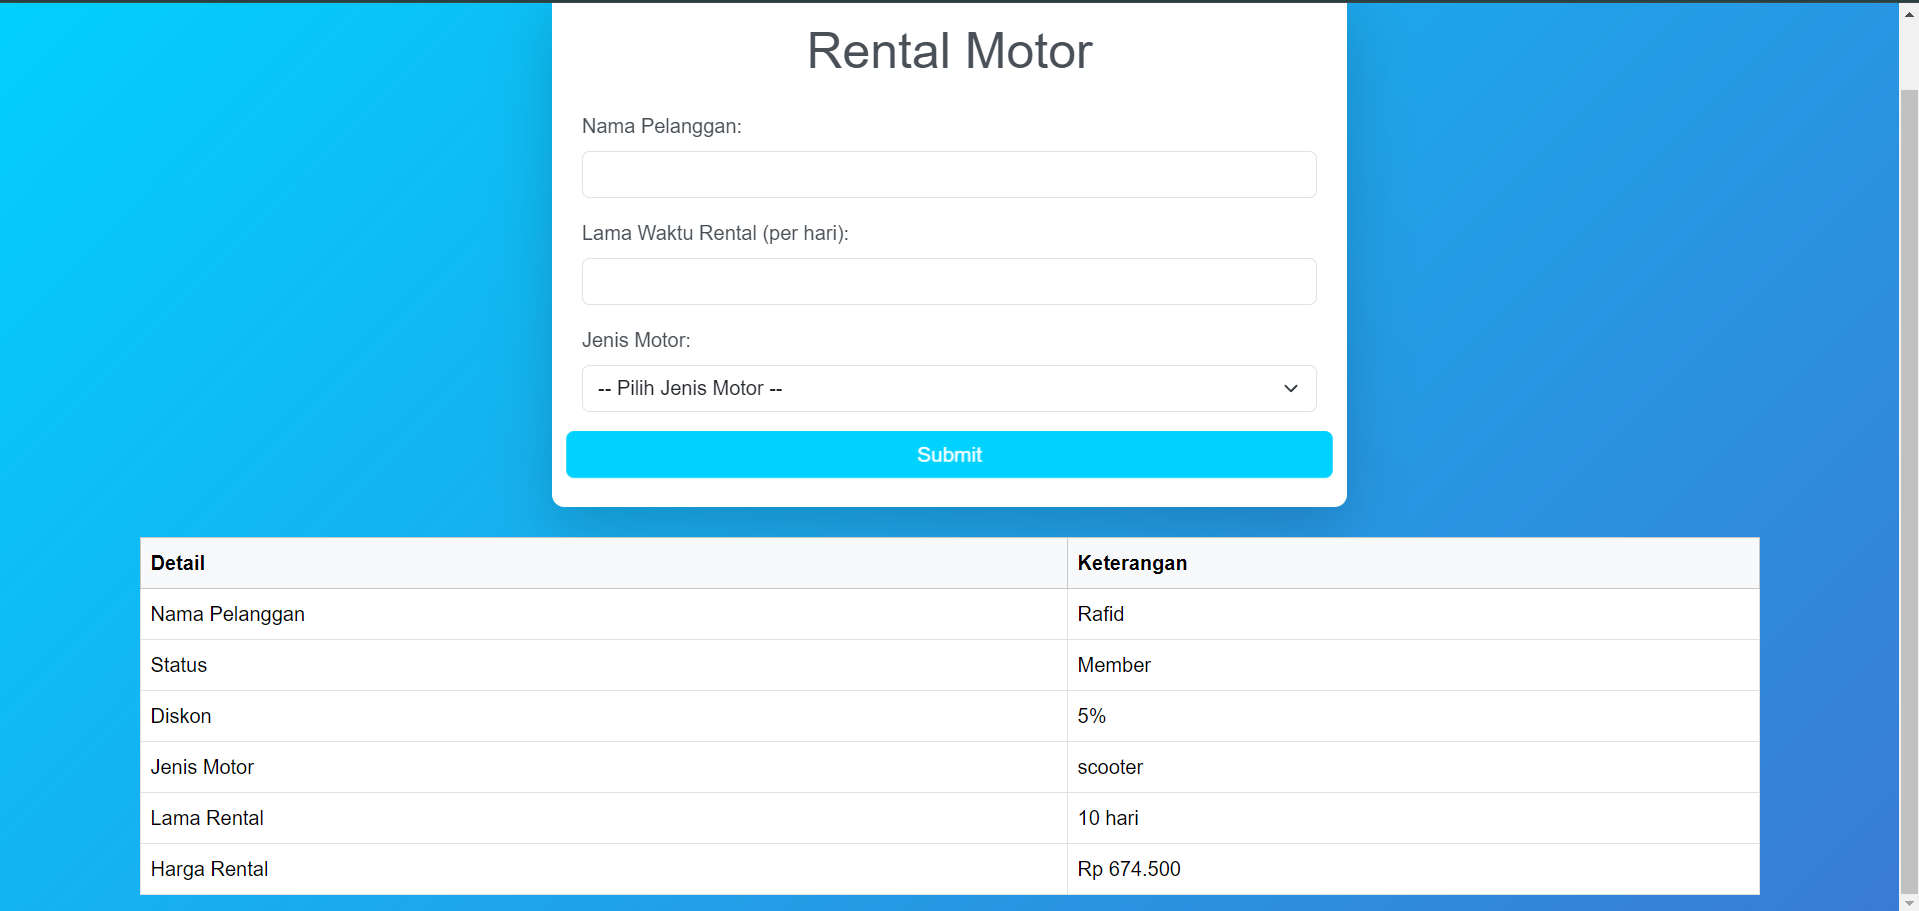 Rental Motor
Nama Pelanggan:
Lama Waktu Rental (per hari):
Jenis Motor:
-- Pilih Jenis Motor --
Submit
Detail Keterangan
Nama Pelanggan Rafid
Status Member
Diskon 5%
Jenis Motor scooter
Lama Rental 10 hari
Harga Rental Rp 674.500